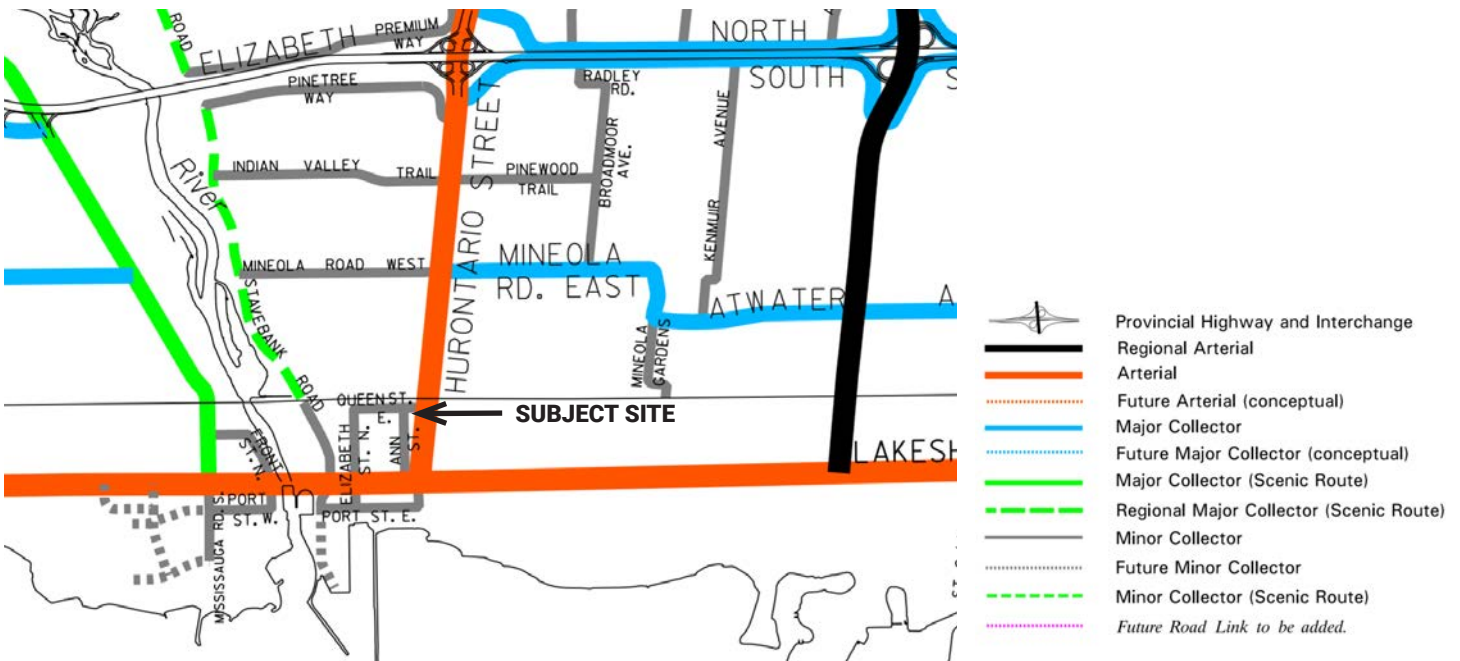 ROAD
ELIZABETH
PREMIUM
WAY
NORTH
SOUTH
S
PINETREE
WAY
RADLEY
RD.
HURONTARIO STREET
BROADMOOR
AVE.
KENMUIR AVENUE
River
INDIAN VALLEY TRAIL
PINEWOOD
TRAIL
MINEOLA ROAD WEST
MINEOLA
RD. EAST
ATWATER
A
STAVEBANK ROAD
MINEOLA
GARDENS
QUEEN ST.
E.
SUBJECT SITE
FRONT
ST. N.
ELIZABETH
ST. N.
ANN
ST.
LAKESH
PORT
ST. W.
PORT ST. E.
MISSISSAUGA RD. S.
Provincial Highway and Interchange
Regional Arterial
Arterial
Future Arterial (conceptual)
Major Collector
Future Major Collector (conceptual)
Major Collector (Scenic Route)
Regional Major Collector (Scenic Route)
Minor Collector
Future Minor Collector
Minor Collector (Scenic Route)
Future Road Link to be added.